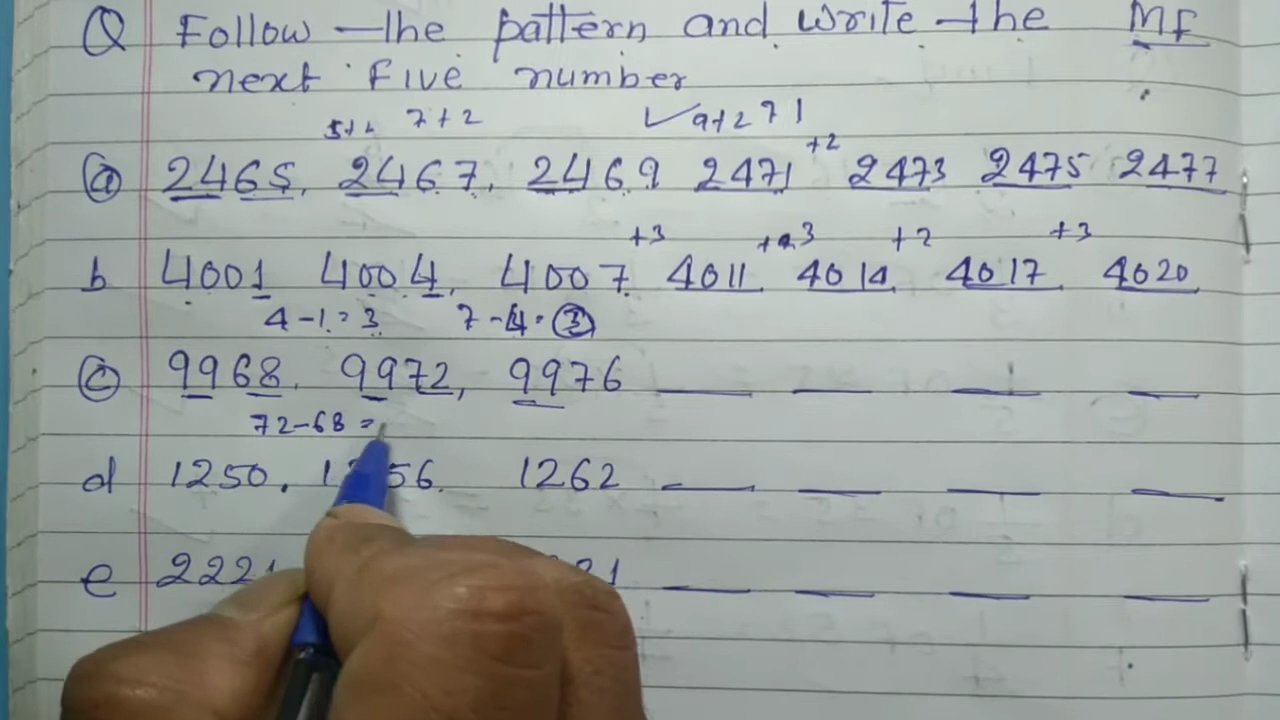 Q Follow the pattern and write the MF
next Five number
5+2 7+2 ✓9+2 71 +2
(a) 2465, 2467, 2469 2471 2473 2475 2477
+3 +3 +2 +3
b 4001 4004, 4007 4011 4014 4017 4020
4-1=3 7-4=3
(c) 9968, 9972, 9976
72-68=
d 1250, 1256 1262
e 2221